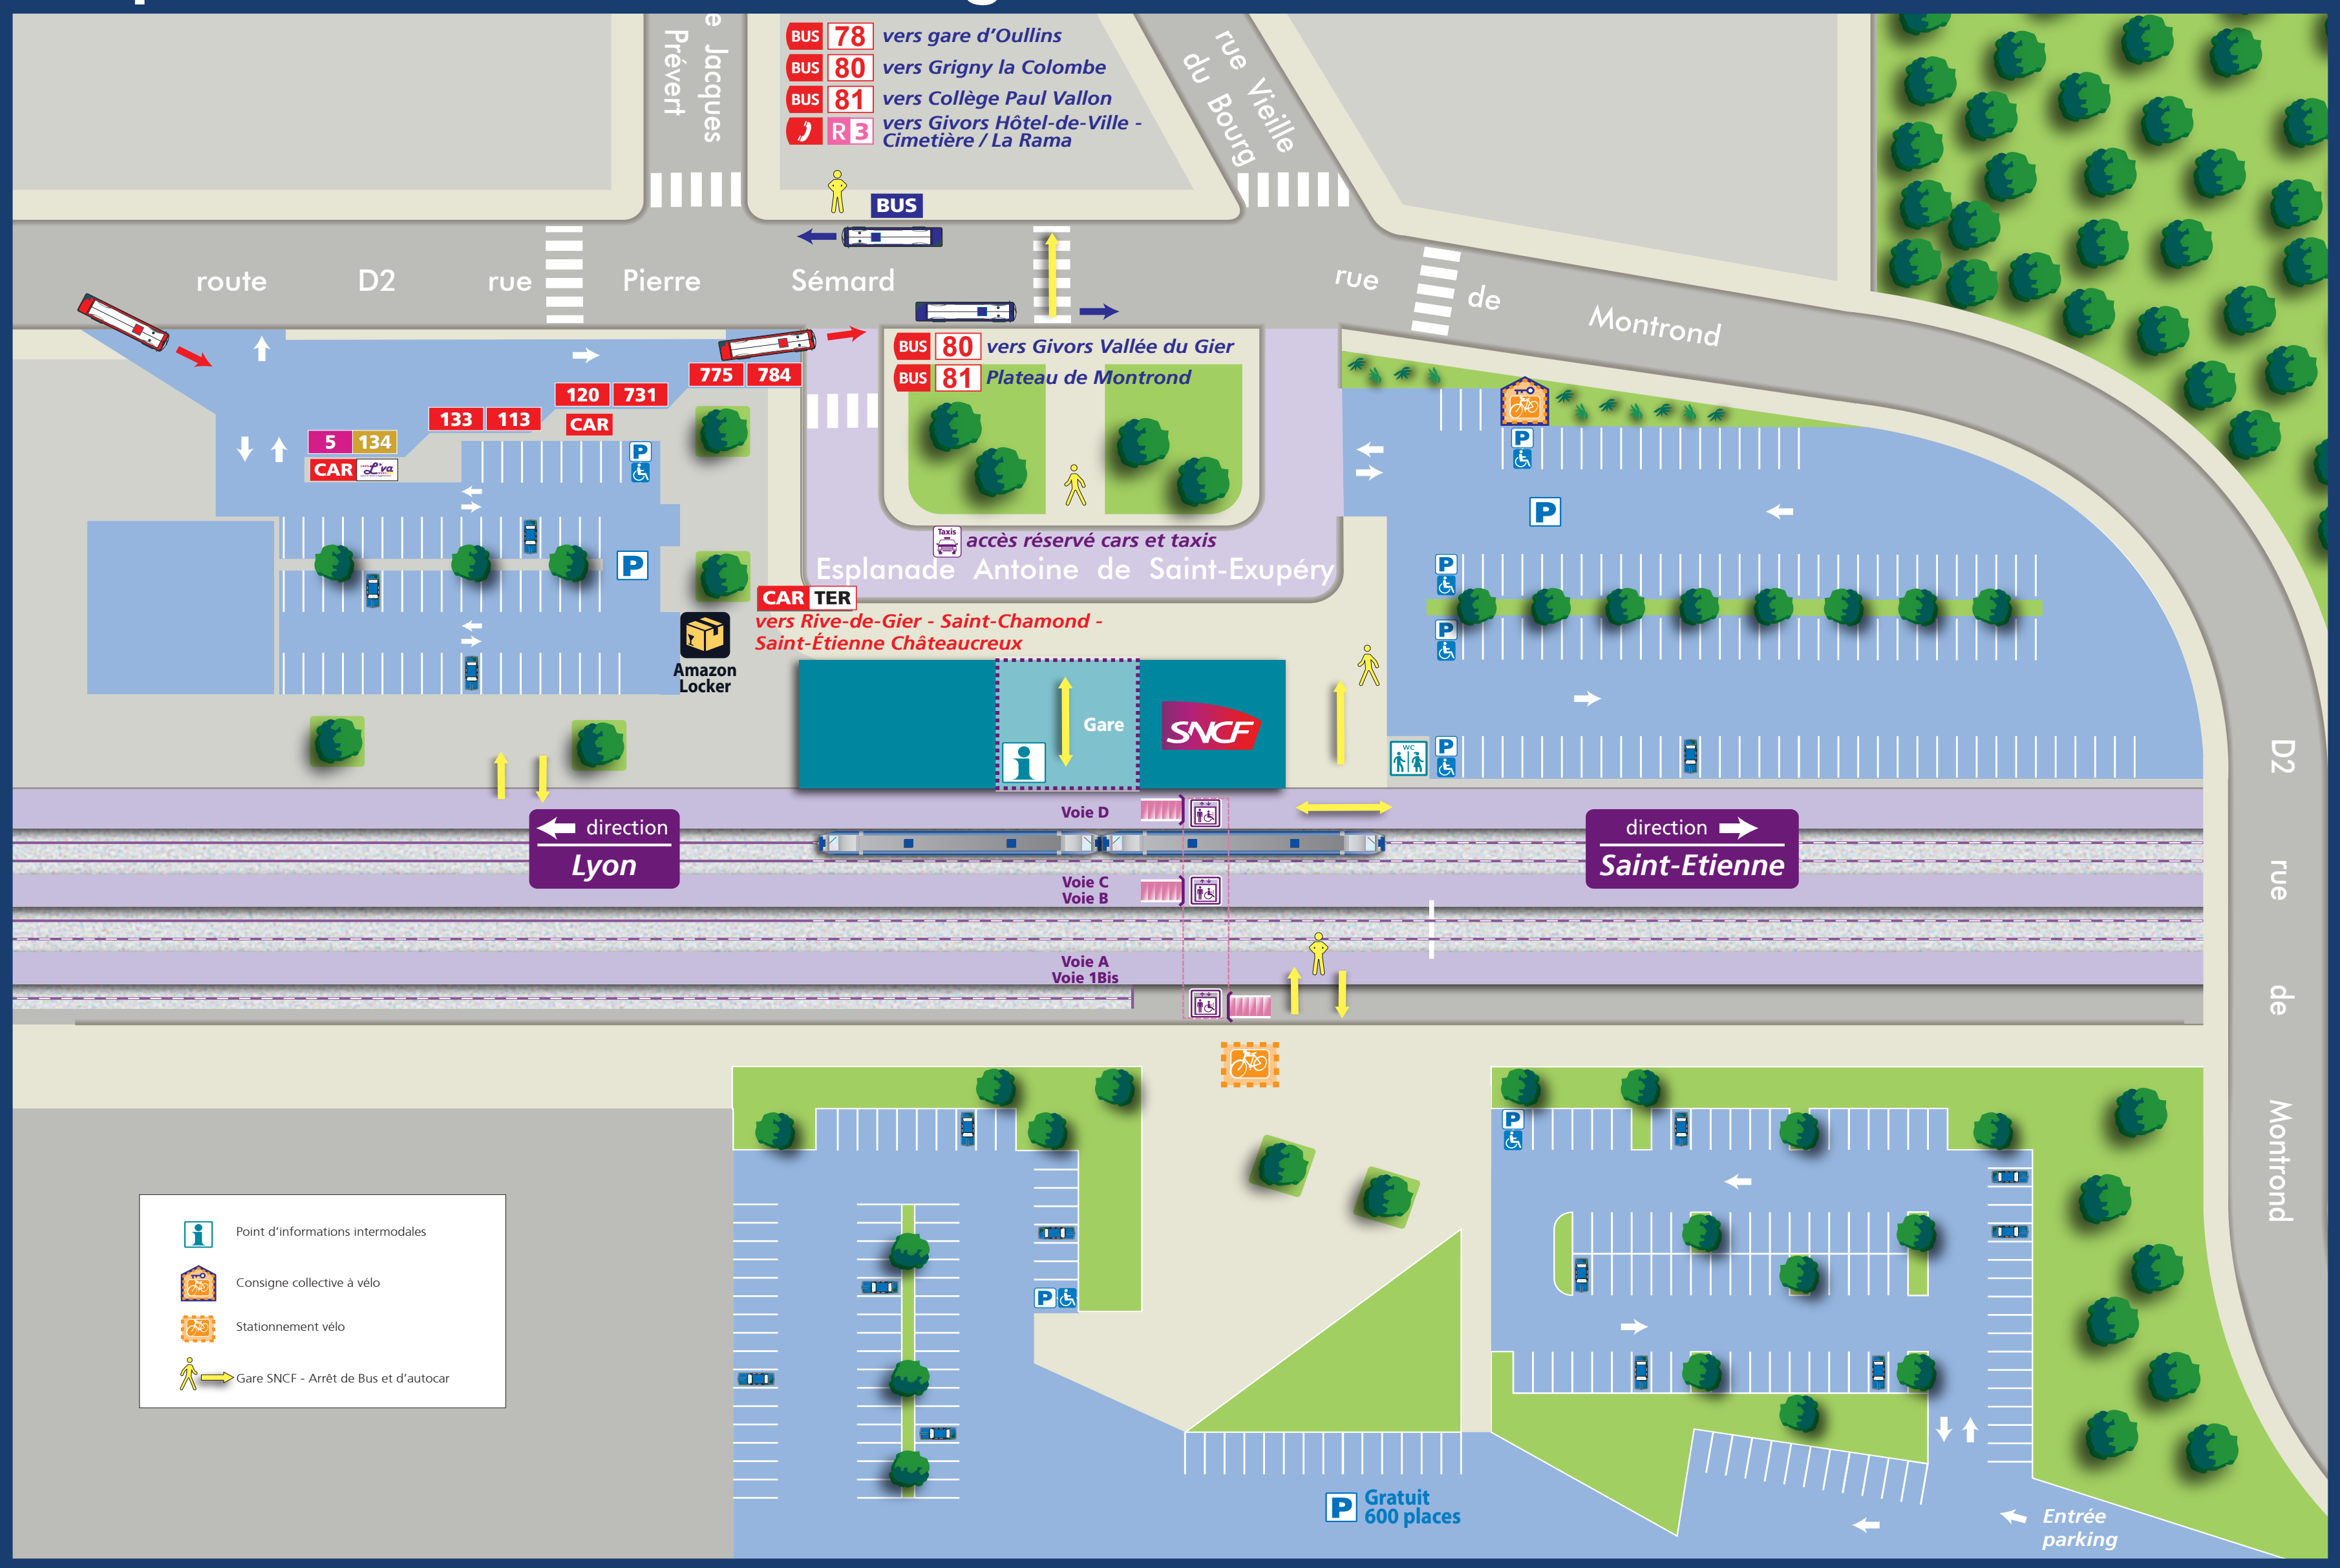 e Jacques
Prévert
BUS 78 vers gare d'Oullins
BUS 80 vers Grigny la Colombe
BUS 81 vers Collège Paul Vallon
R 3 vers Givors Hôtel-de-Ville -
Cimetière / La Rama
rue Vieille
du Bourg
BUS
route D2 rue Pierre Sémard
rue de Montrond
BUS 80 vers Givors Vallée du Gier
BUS 81 Plateau de Montrond
775 784
120 731
CAR
133 113
5 134
CAR L'va
P
P
P
Taxis accès réservé cars et taxis
Esplanade Antoine de Saint-Exupéry
P
P
CAR TER
vers Rive-de-Gier - Saint-Chamond -
Saint-Étienne Châteaucreux
P
Amazon
Locker
Gare
i
SNCF
WC
P
D2 rue de Montrond
Voie D
direction
Lyon
direction
Saint-Etienne
Voie C
Voie B
Voie A
Voie 1Bis
P
P
i Point d'informations intermodales
Consigne collective à vélo
Stationnement vélo
Gare SNCF - Arrêt de Bus et d'autocar
P Gratuit
600 places
Entrée
parking